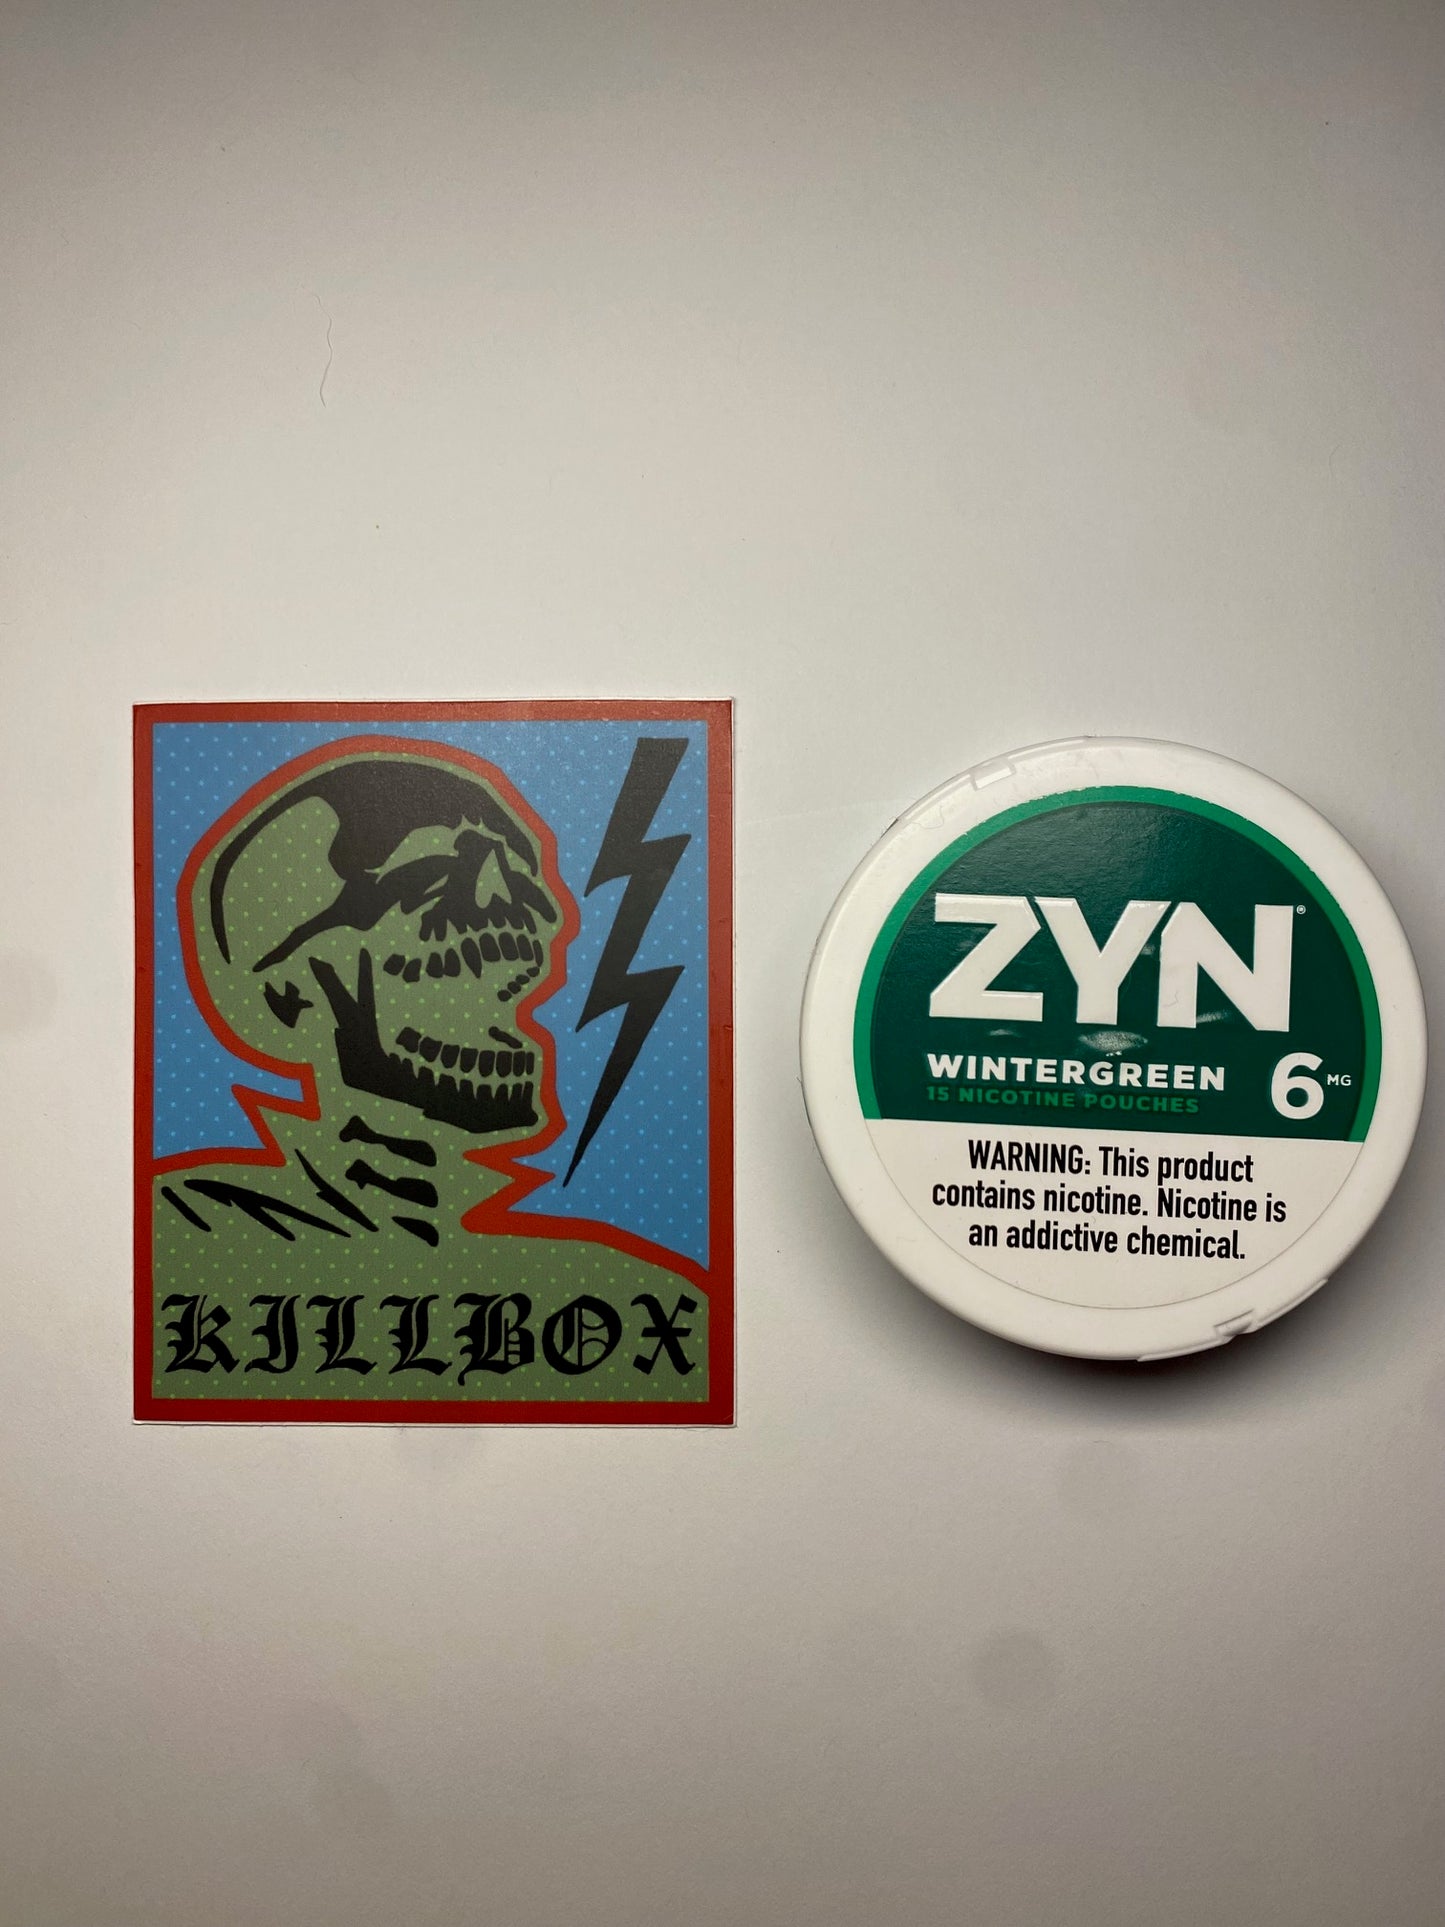 KILLBOX
ZYN®
WINTERGREEN 6 MG
15 NICOTINE POUCHES
WARNING: This product
contains nicotine. Nicotine is
an addictive chemical.